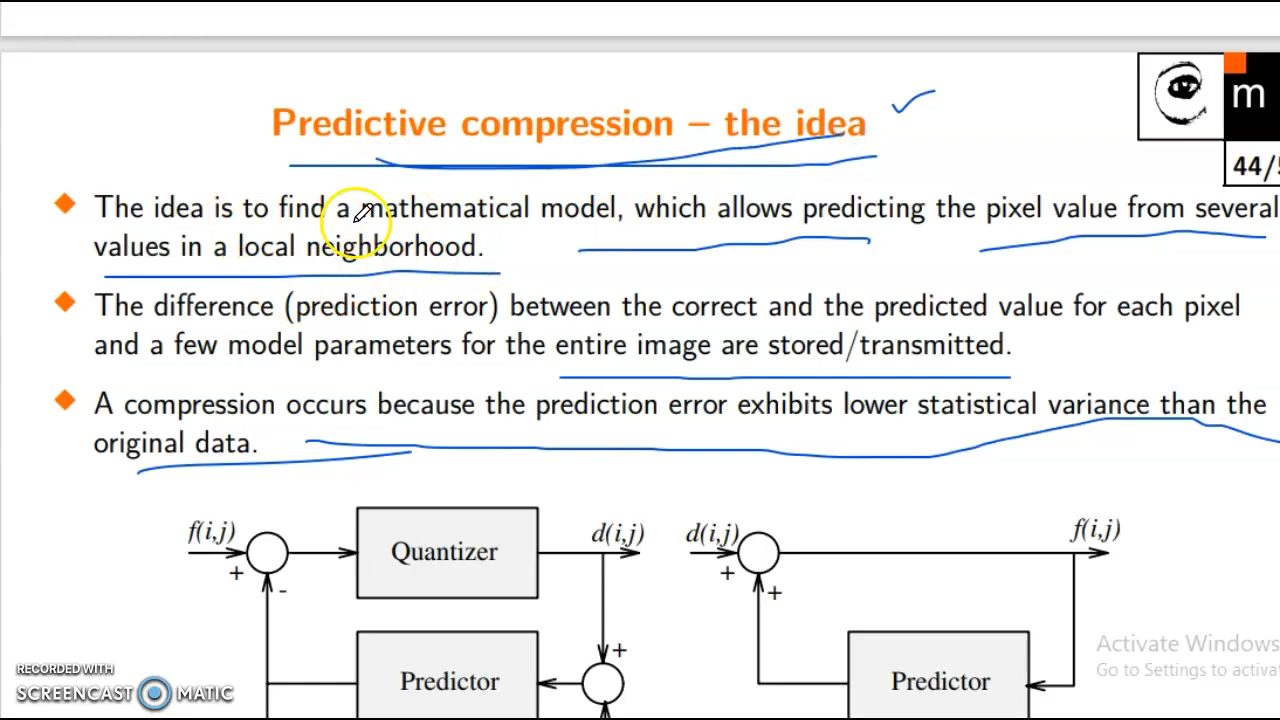 m
Predictive compression – the idea
44/5
◆ The idea is to find a mathematical model, which allows predicting the pixel value from several
values in a local neighborhood.
◆ The difference (prediction error) between the correct and the predicted value for each pixel
and a few model parameters for the entire image are stored/transmitted.
◆ A compression occurs because the prediction error exhibits lower statistical variance than the
original data.
f(i,j) d(i,j) d(i,j) f(i,j)
Quantizer
+ - + +
+
Activate Windows
Go to Settings to activat
RECORDED WITH
SCREENCAST MATIC
Predictor Predictor